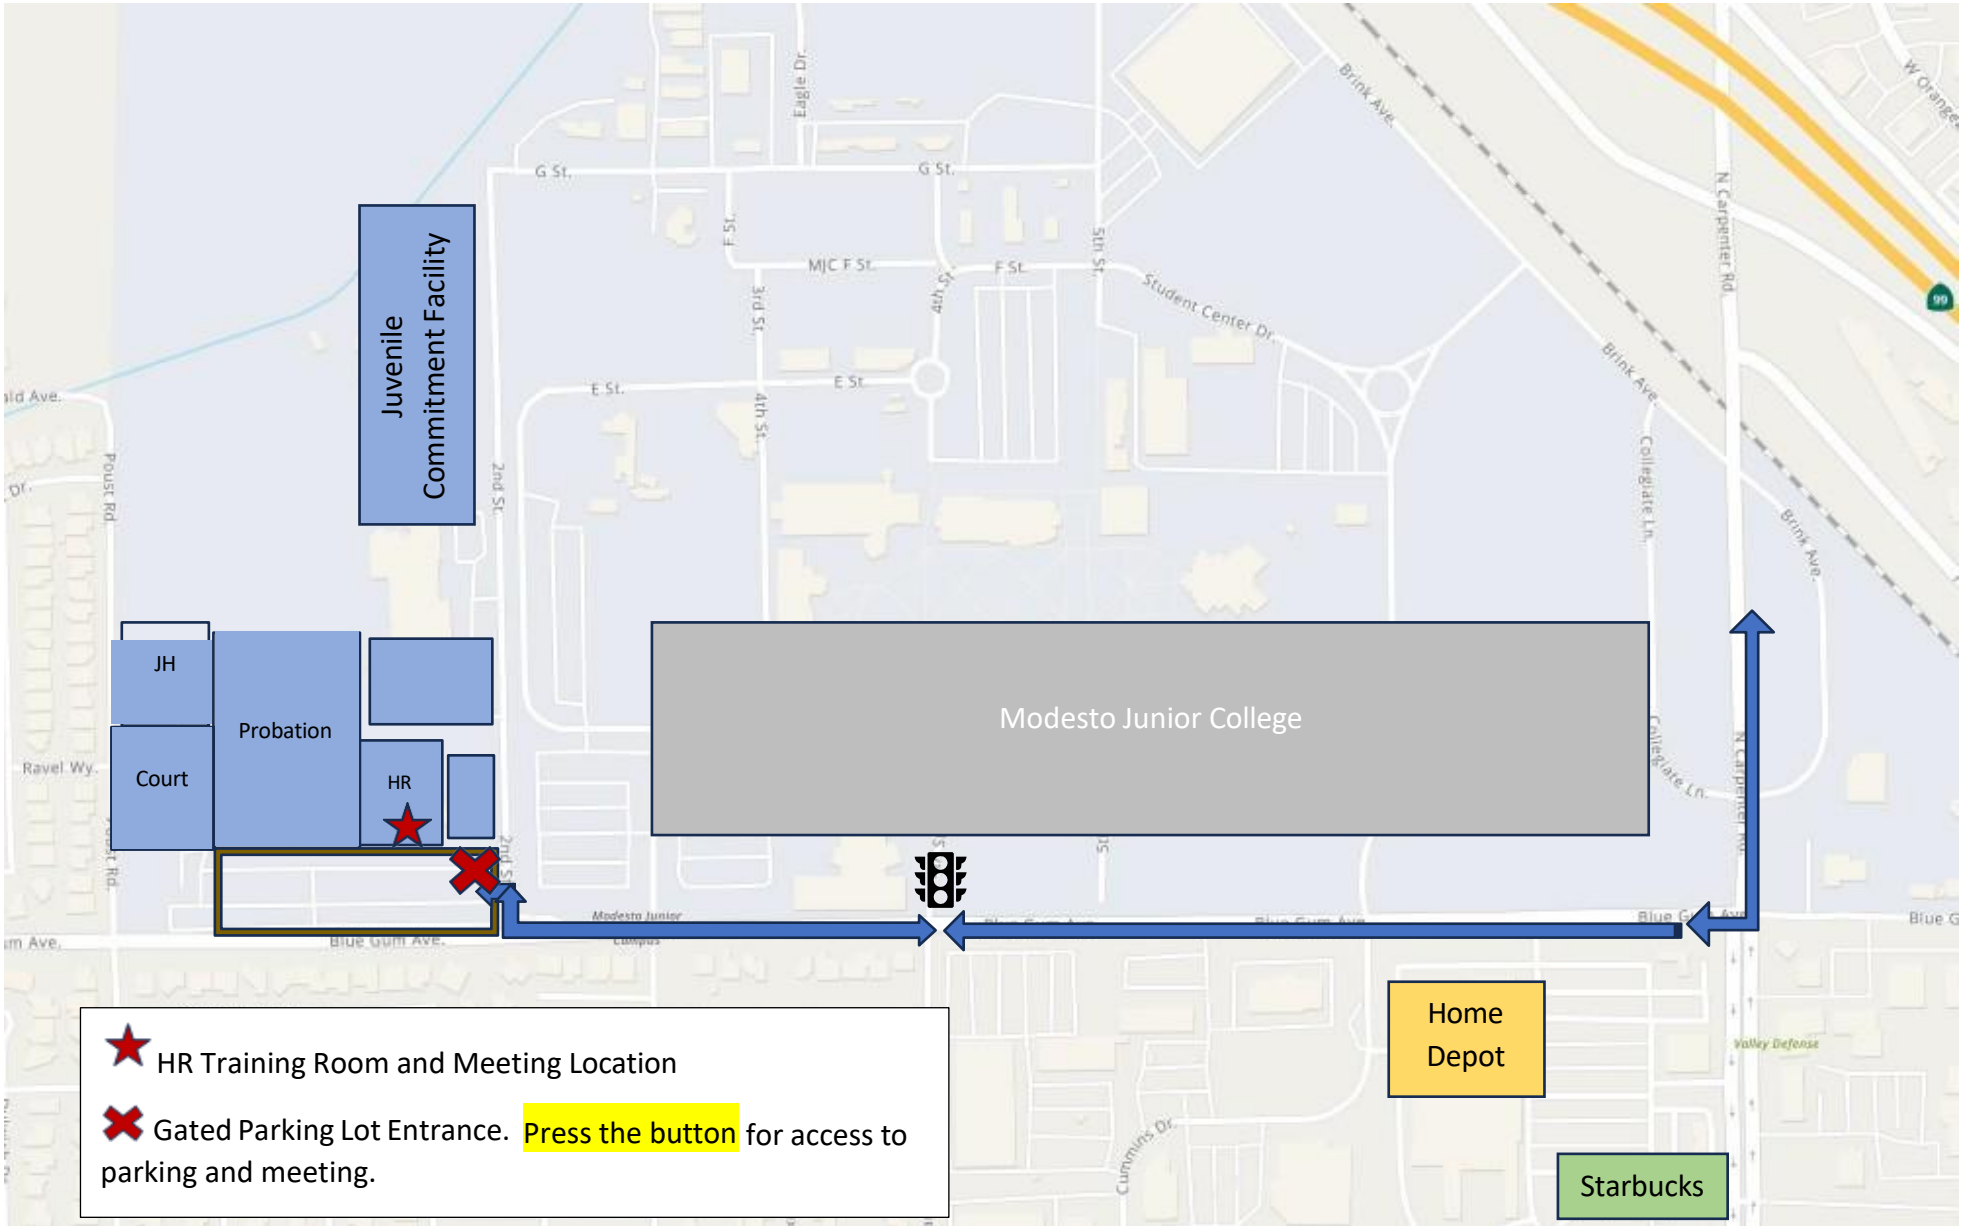 Eagle Dr.
Brink Ave.
G St.
G St.
N Carpenter Rd.
F St.
5th St.
MJC F St.
F St.
4th St.
3rd St.
Student Center Dr.
99
Juvenile
Commitment Facility
Brink Ave.
E St.
E St.
4th St.
Poust Rd.
2nd St.
Collegiate Ln.
Brink Ave.
Dr.
JH
Probation
Modesto Junior College
Ravel Wy.
Court
HR
Collegiate Ln.
N Carpenter Rd.
2nd St.
Modesto Junior
Campus
Blue Gum Ave.
Blue Gum Ave.
Blue Gum Ave.
Blue G
HR Training Room and Meeting Location
Gated Parking Lot Entrance. Press the button for access to
parking and meeting.
Home
Depot
Valley Defense
Cummins Dr.
Starbucks